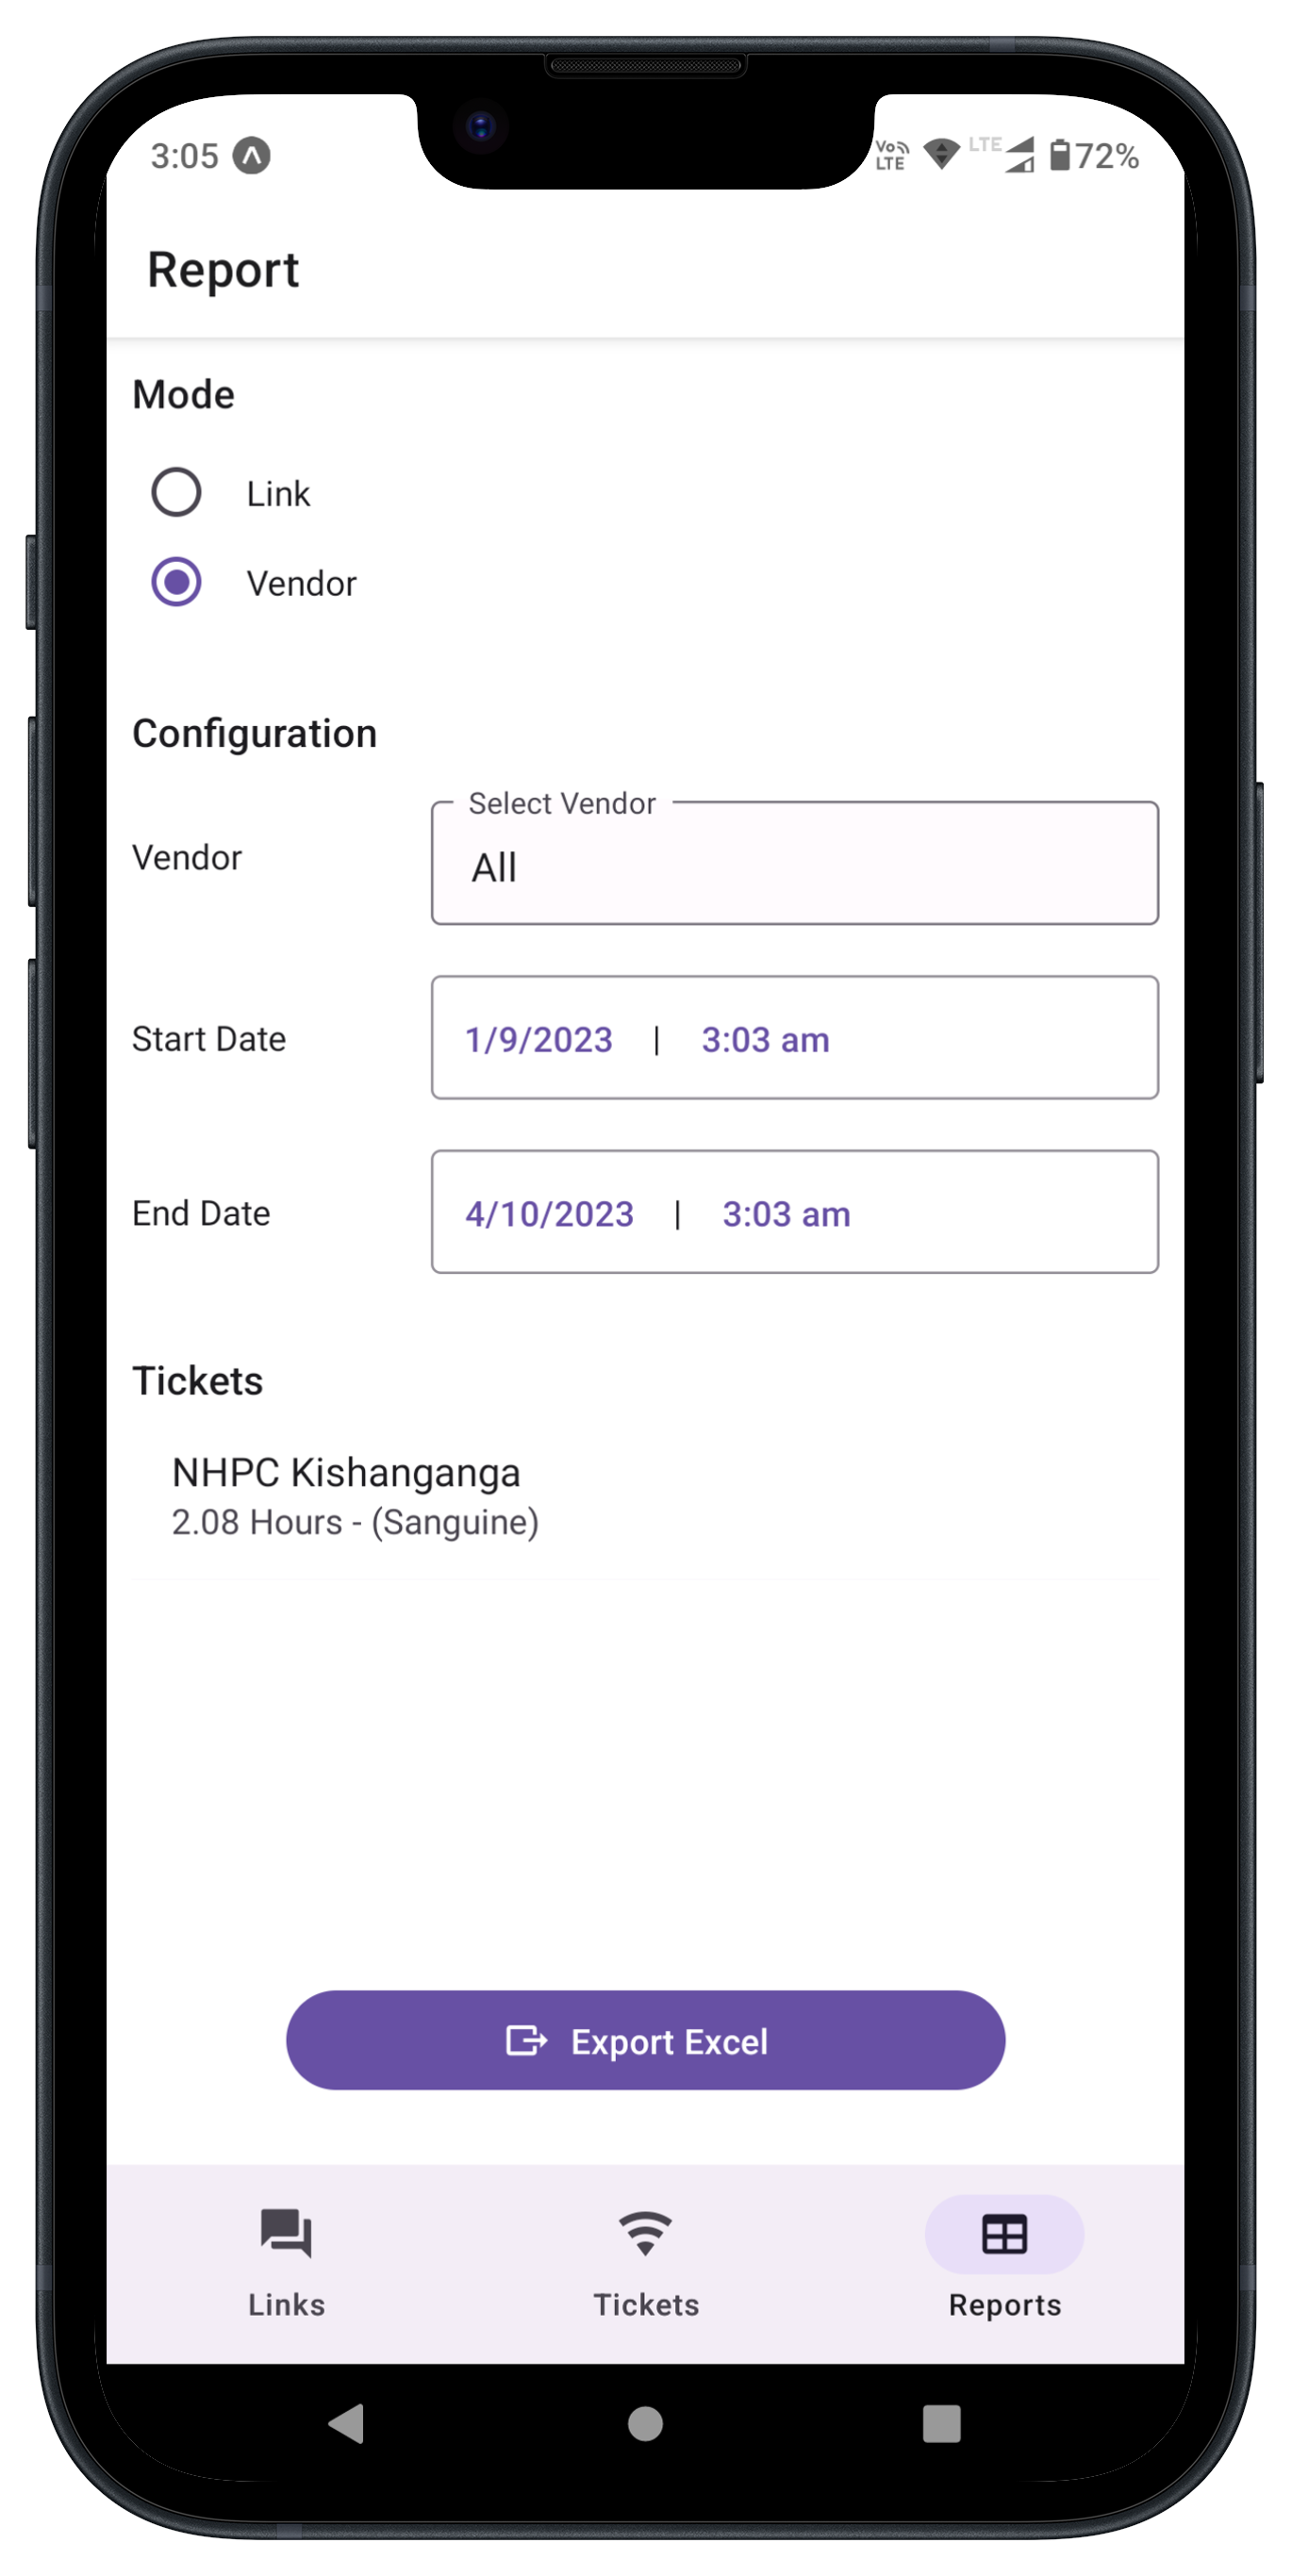 3:05 VoLTE LTE 72%
Report
Mode
Link
Vendor
Configuration
Select Vendor
Vendor All
Start Date 1/9/2023 | 3:03 am
End Date 4/10/2023 | 3:03 am
Tickets
NHPC Kishanganga
2.08 Hours - (Sanguine)
Export Excel
Links Tickets Reports